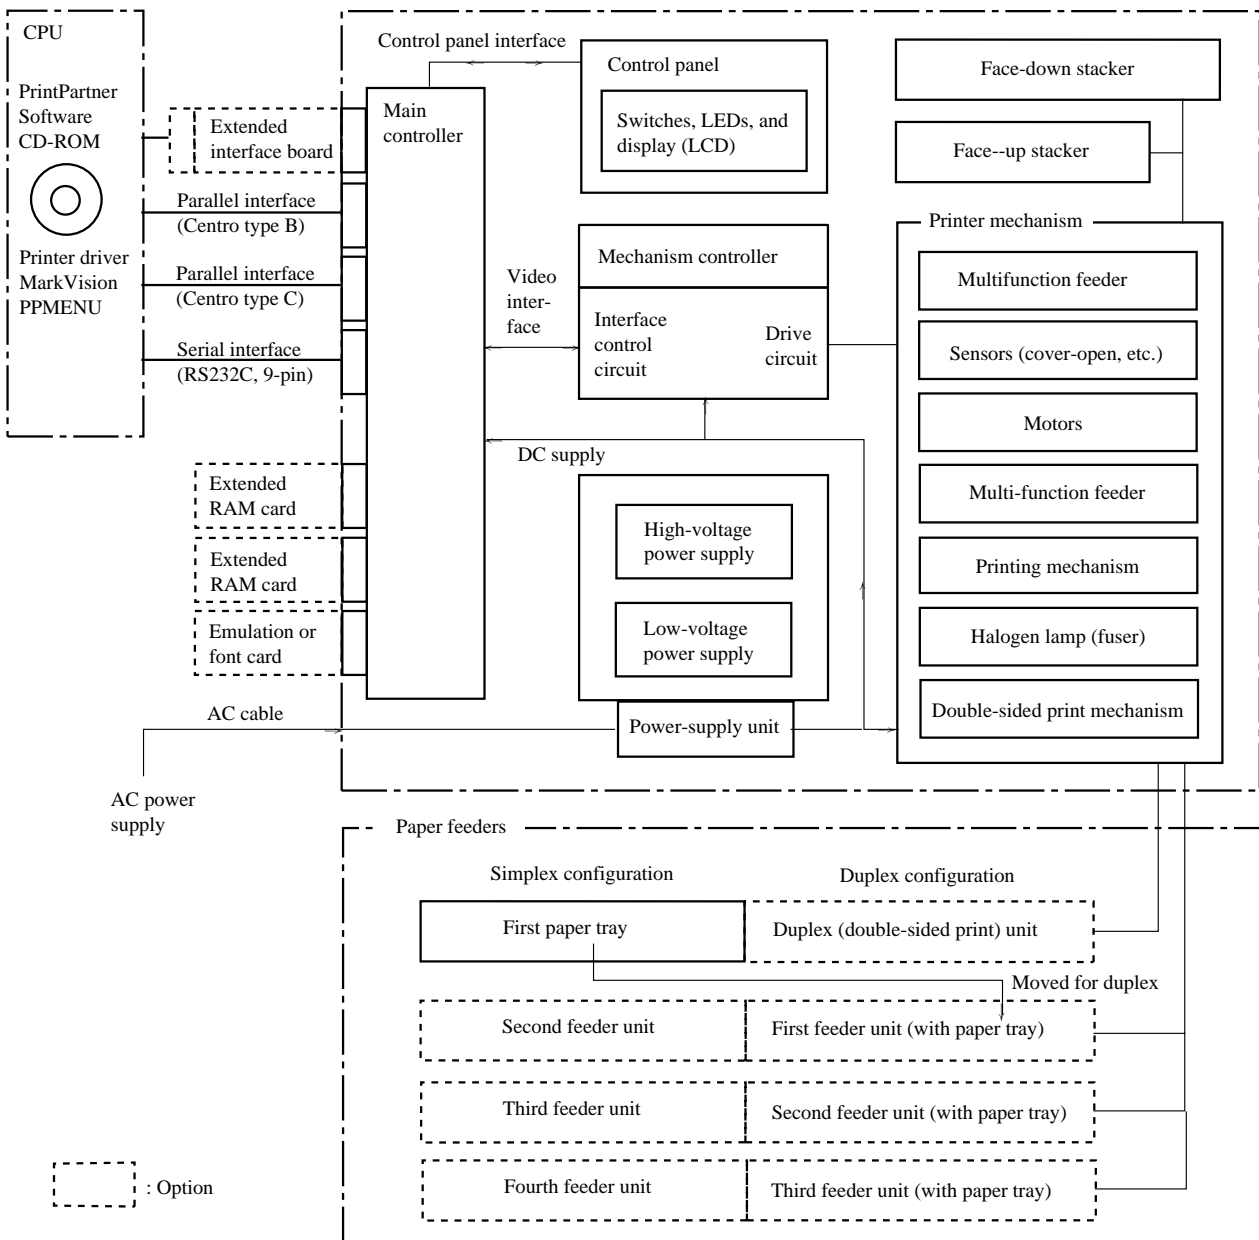 CPU
PrintPartner
Software
CD-ROM
Printer driver
MarkVision
PPMENU
Extended
interface board
Parallel interface
(Centro type B)
Parallel interface
(Centro type C)
Serial interface
(RS232C, 9-pin)
Extended
RAM card
Extended
RAM card
Emulation or
font card
AC cable
AC power
supply
Control panel interface
Main
controller
Control panel
Switches, LEDs, and
display (LCD)
Video
inter-
face
Mechanism controller
Interface
control
circuit
Drive
circuit
DC supply
High-voltage
power supply
Low-voltage
power supply
Power-supply unit
Face-down stacker
Face--up stacker
Printer mechanism
Multifunction feeder
Sensors (cover-open, etc.)
Motors
Multi-function feeder
Printing mechanism
Halogen lamp (fuser)
Double-sided print mechanism
Paper feeders
Simplex configuration
Duplex configuration
First paper tray
Duplex (double-sided print) unit
Moved for duplex
Second feeder unit
First feeder unit (with paper tray)
Third feeder unit
Second feeder unit (with paper tray)
Fourth feeder unit
Third feeder unit (with paper tray)
: Option